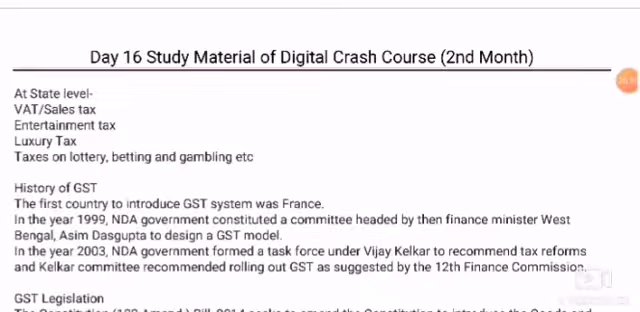 Day 16 Study Material of Digital Crash Course (2nd Month)
At State level-
VAT/Sales tax
Entertainment tax
Luxury Tax
Taxes on lottery, betting and gambling etc
History of GST
The first country to introduce GST system was France.
In the year 1999, NDA government constituted a committee headed by then finance minister West
Bengal, Asim Dasgupta to design a GST model.
In the year 2003, NDA government formed a task force under Vijay Kelkar to recommend tax reforms
and Kelkar committee recommended rolling out GST as suggested by the 12th Finance Commission.
GST Legislation